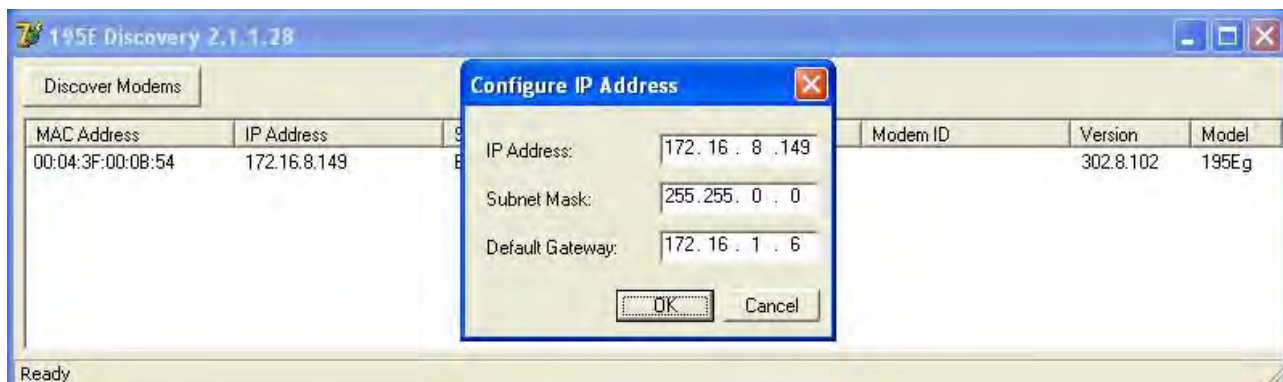 195E Discovery 2.1.1.28
Discover Modems
Configure IP Address
MAC Address IP Address Modem ID Version Model
00:04:3F:00:0B:54 172.16.8.149 302.8.102 195Eg
IP Address: 172. 16 . 8 .149
Subnet Mask: 255.255. 0 . 0
Default Gateway: 172. 16 . 1 . 6
OK Cancel
Ready